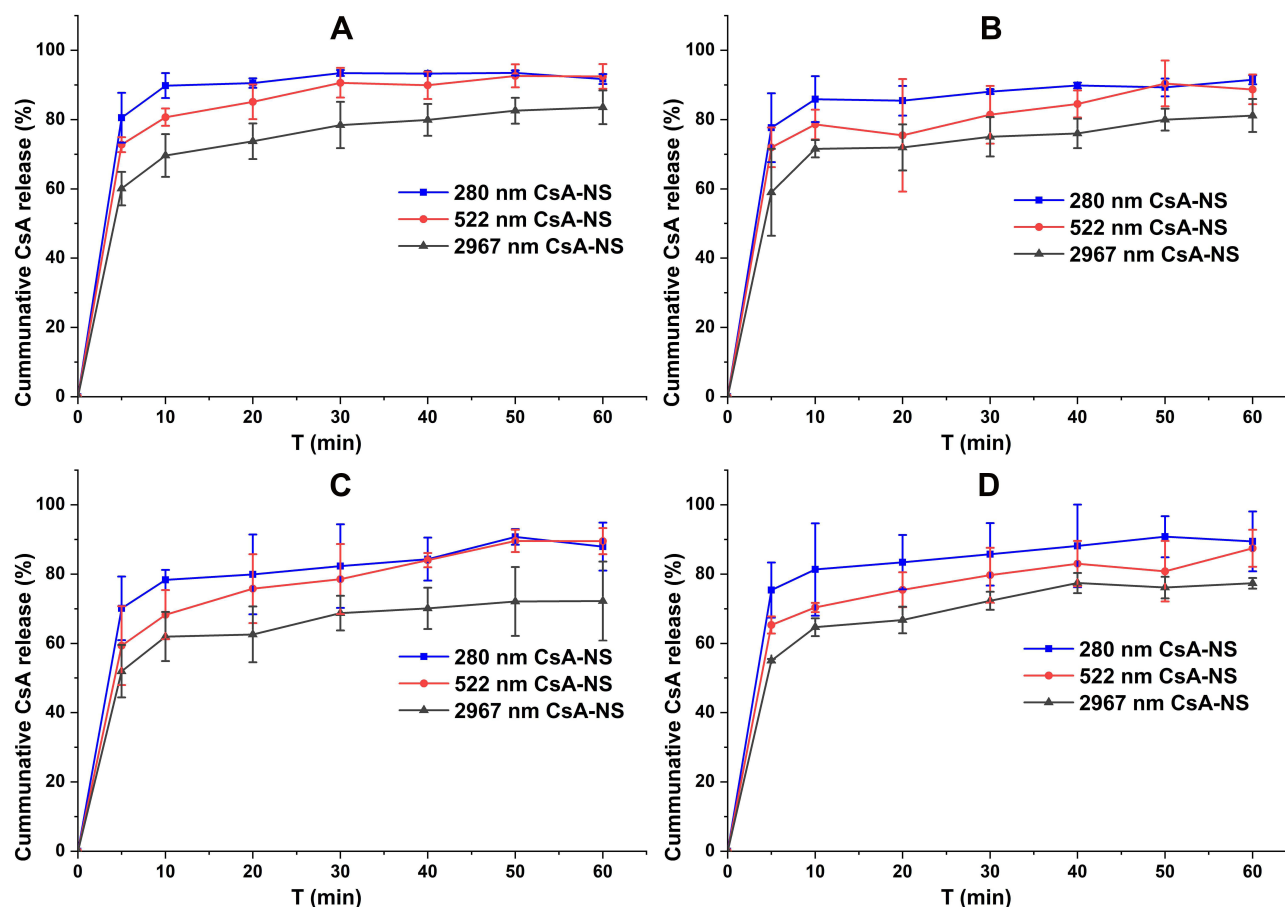 A
Cummunative CsA release (%)
100
80
60
40
20
0
280 nm CsA-NS
522 nm CsA-NS
2967 nm CsA-NS
0 10 20 30 40 50 60
T (min)
B
Cummunative CsA release (%)
100
80
60
40
20
0
280 nm CsA-NS
522 nm CsA-NS
2967 nm CsA-NS
0 10 20 30 40 50 60
T (min)
C
Cummunative CsA release (%)
100
80
60
40
20
0
280 nm CsA-NS
522 nm CsA-NS
2967 nm CsA-NS
0 10 20 30 40 50 60
T (min)
D
Cummunative CsA release (%)
100
80
60
40
20
0
280 nm CsA-NS
522 nm CsA-NS
2967 nm CsA-NS
0 10 20 30 40 50 60
T (min)